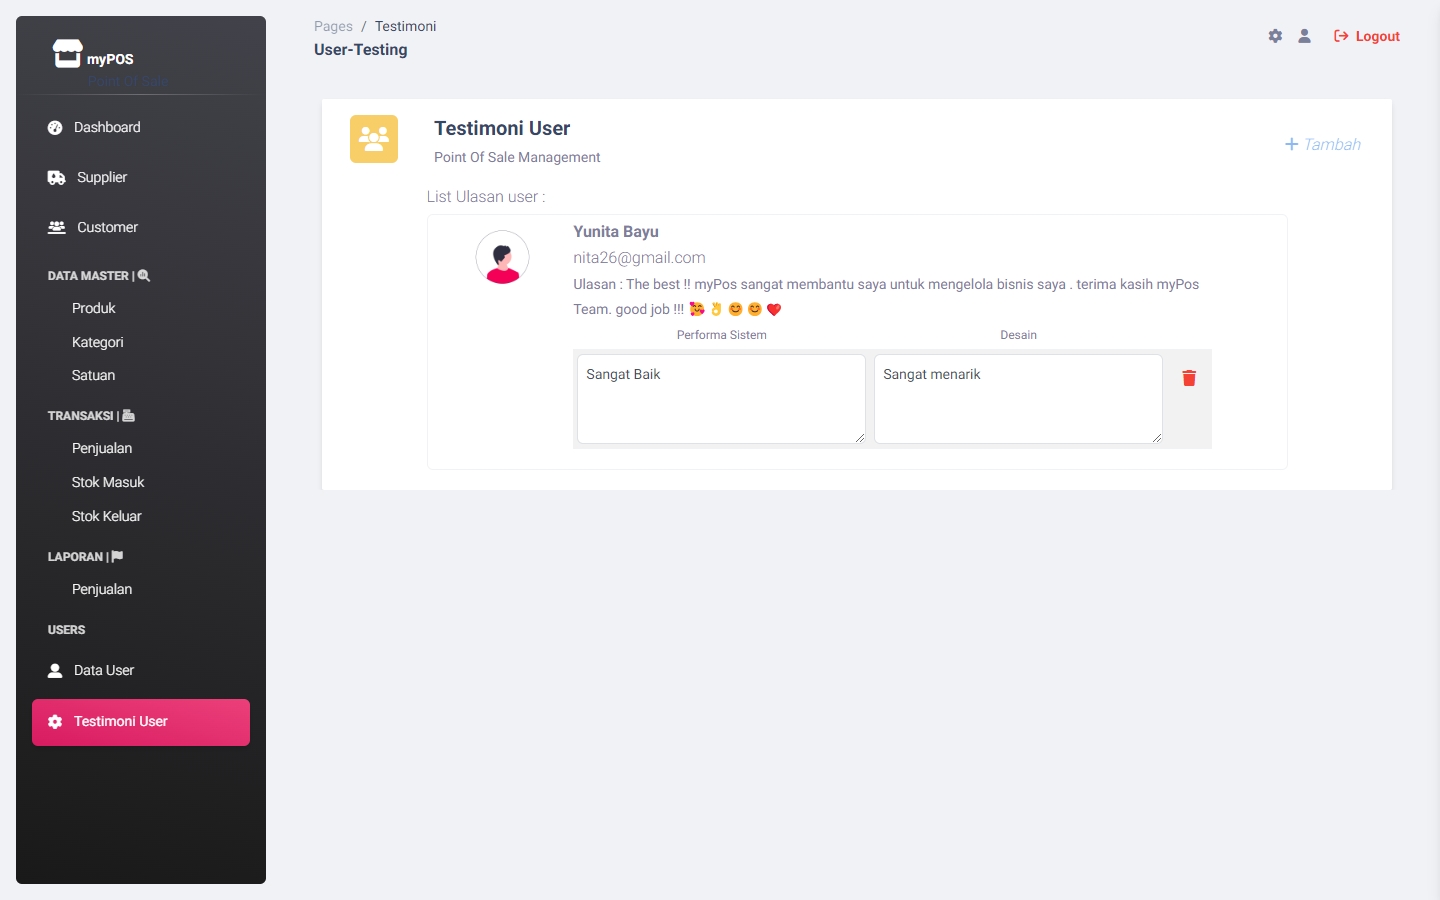 myPOS
Point Of Sale
Dashboard
Supplier
Customer
DATA MASTER |
Produk
Kategori
Satuan
TRANSAKSI |
Penjualan
Stok Masuk
Stok Keluar
LAPORAN |
Penjualan
USERS
Data User
Testimoni User
Pages / Testimoni
User-Testing
Logout
Testimoni User
Point Of Sale Management
+ Tambah
List Ulasan user :
Yunita Bayu
nita26@gmail.com
Ulasan : The best !! myPos sangat membantu saya untuk mengelola bisnis saya . terima kasih myPos
Team. good job !!! 🥰 👌 😊 😊 ❤️
Performa Sistem
Desain
Sangat Baik
Sangat menarik